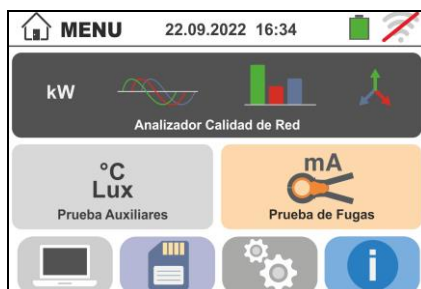 MENU 22.09.2022 16:34
kW
Analizador Calidad de Red
°C
Lux
Prueba Auxiliares
mA
Prueba de Fugas
i